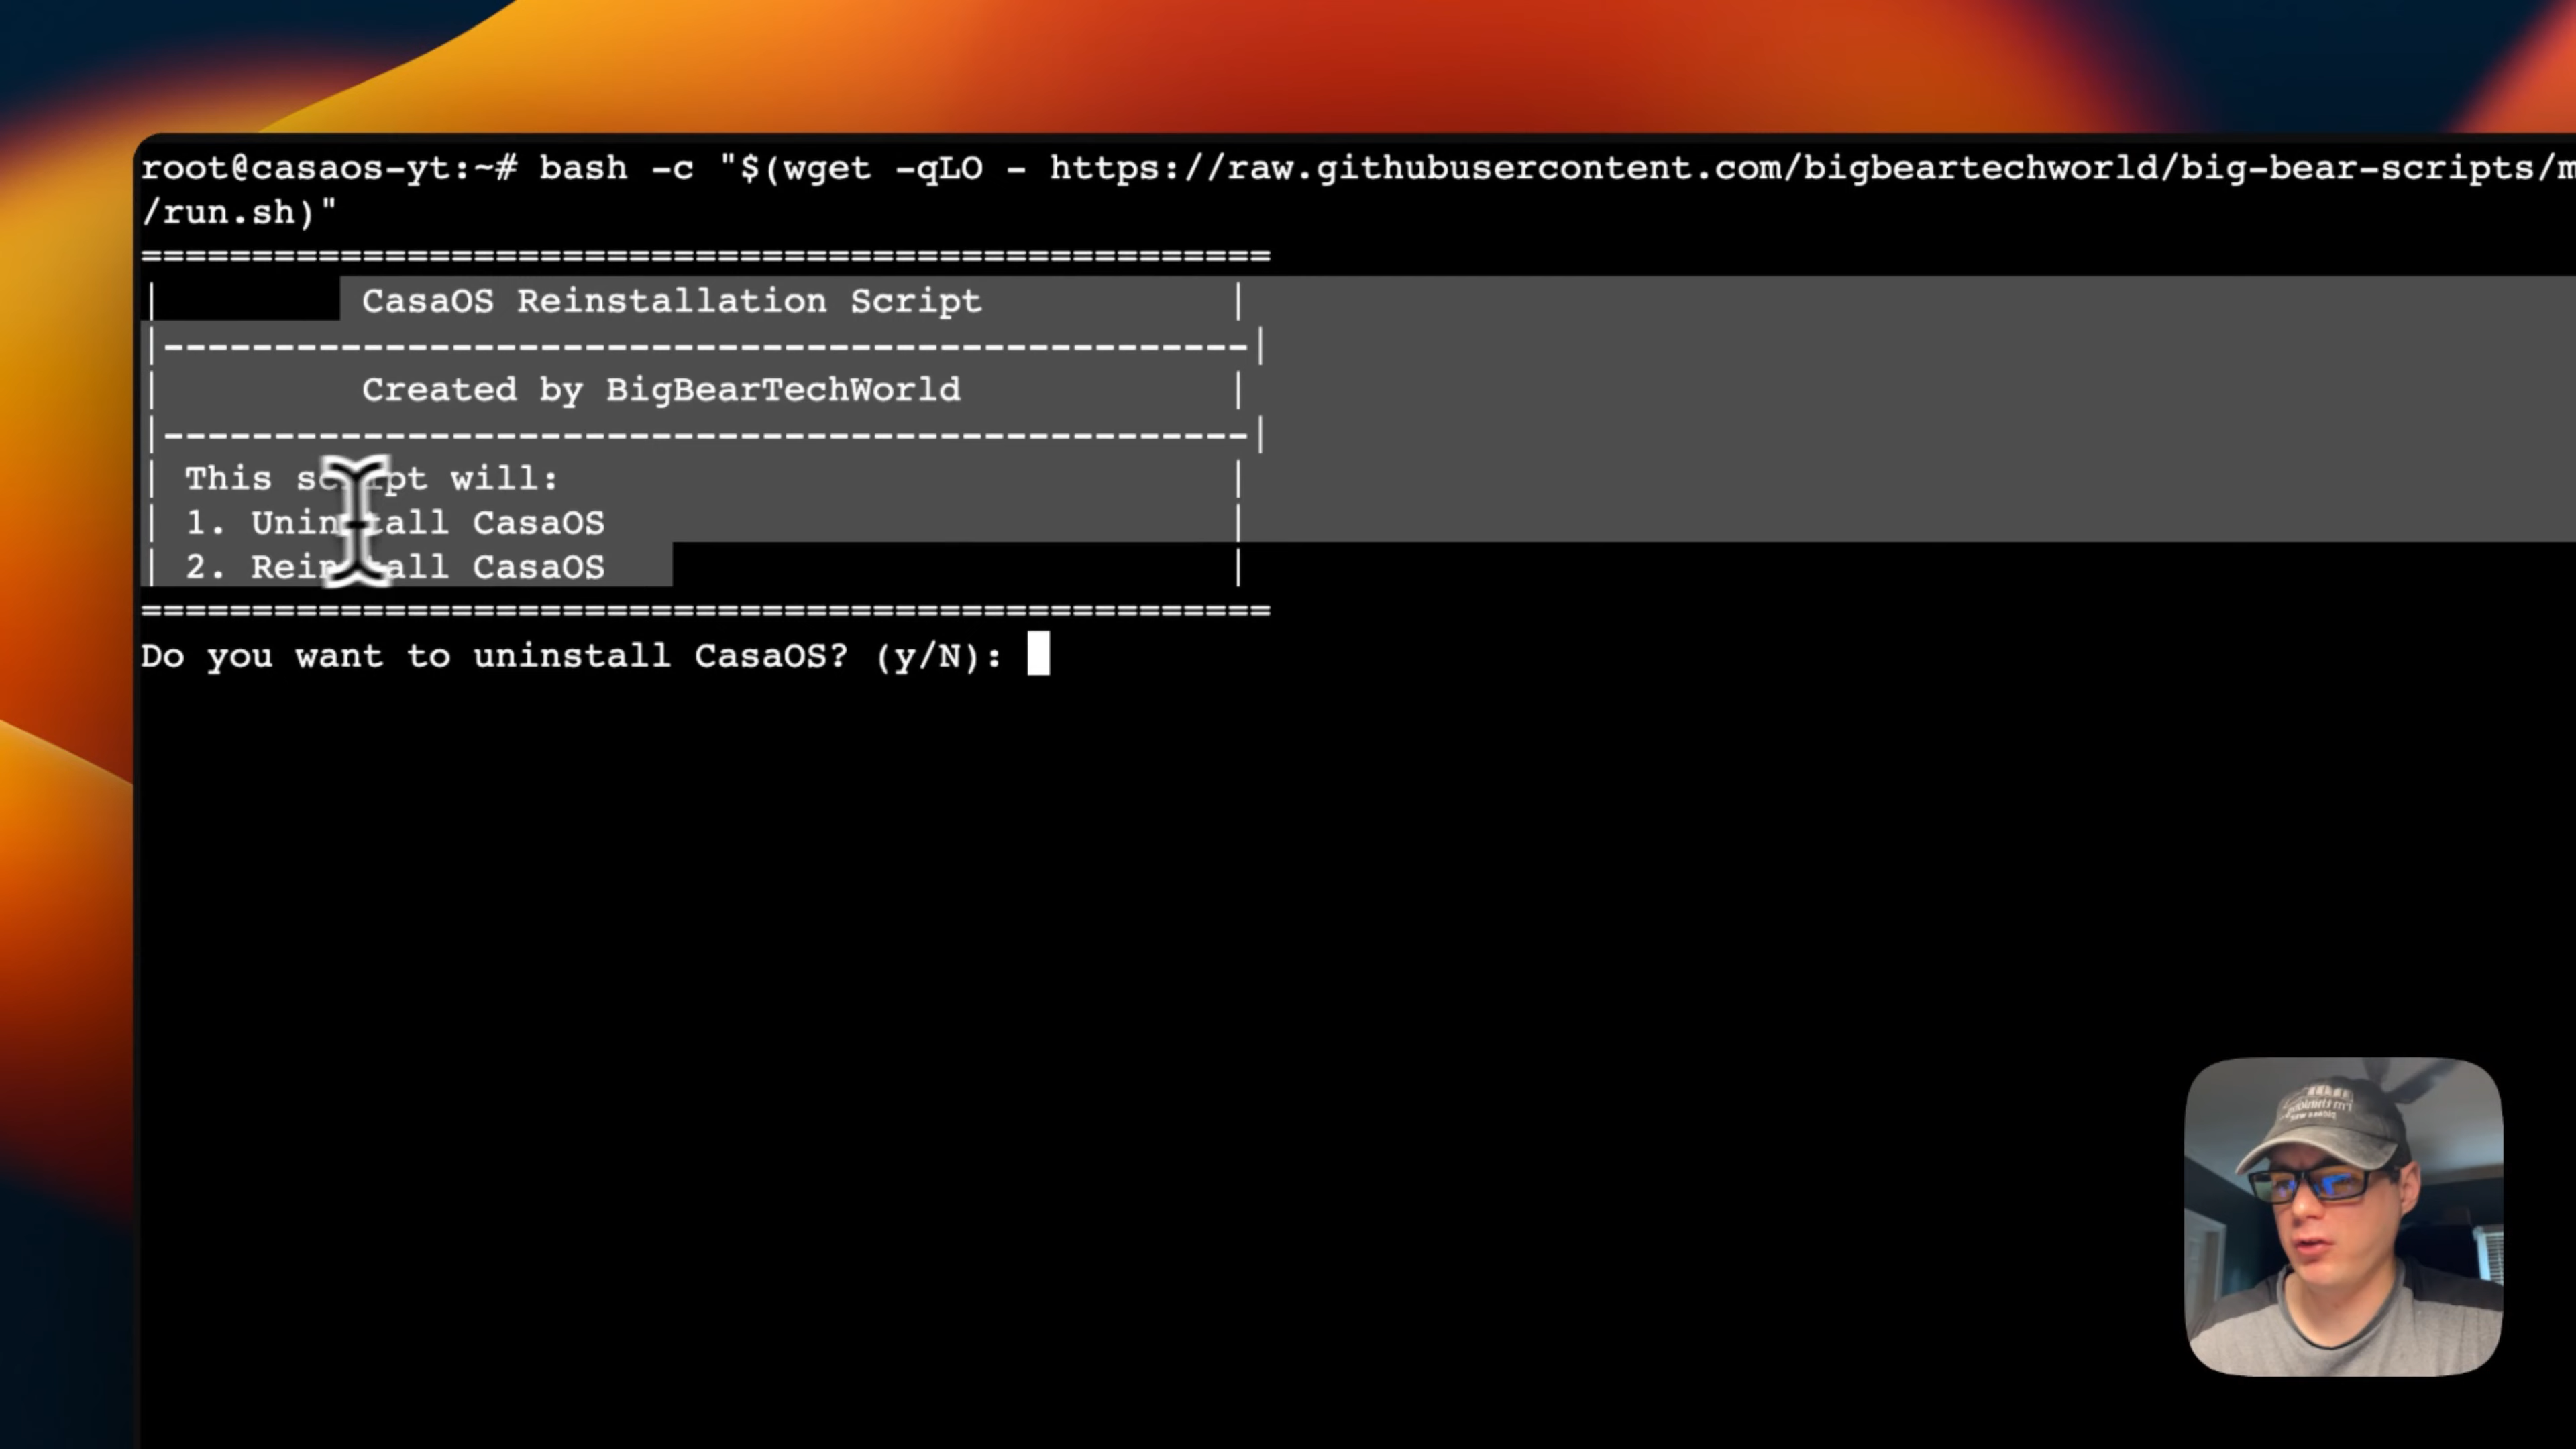 root@casaos-yt:~# bash -c "$(wget -qLO - https://raw.githubusercontent.com/bigbeartechworld/big-bear-scripts/m
/run.sh)"
===================================================
| CasaOS Reinstallation Script |
|-------------------------------------------------|
| Created by BigBearTechWorld |
|-------------------------------------------------|
| This script will: |
| 1. Uninstall CasaOS |
| 2. Reinstall CasaOS |
===================================================
Do you want to uninstall CasaOS? (y/N):